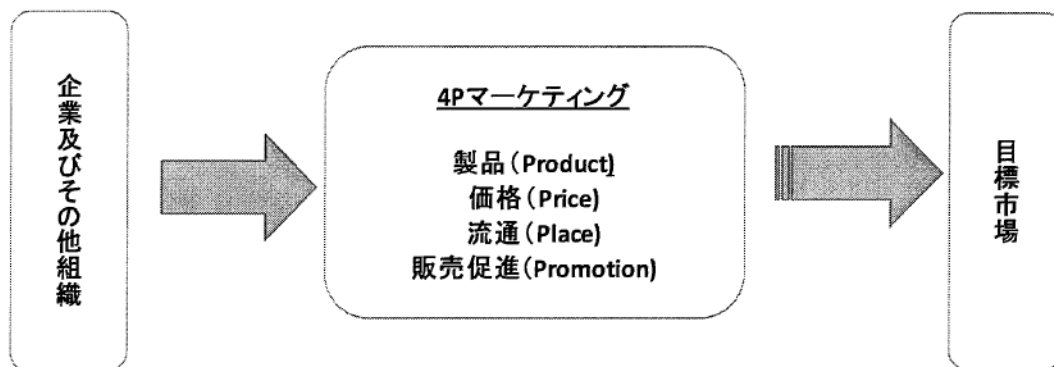 企業及びその他組織
4Pマーケティング
製品(Product)
価格(Price)
流通(Place)
販売促進(Promotion)
目標市場